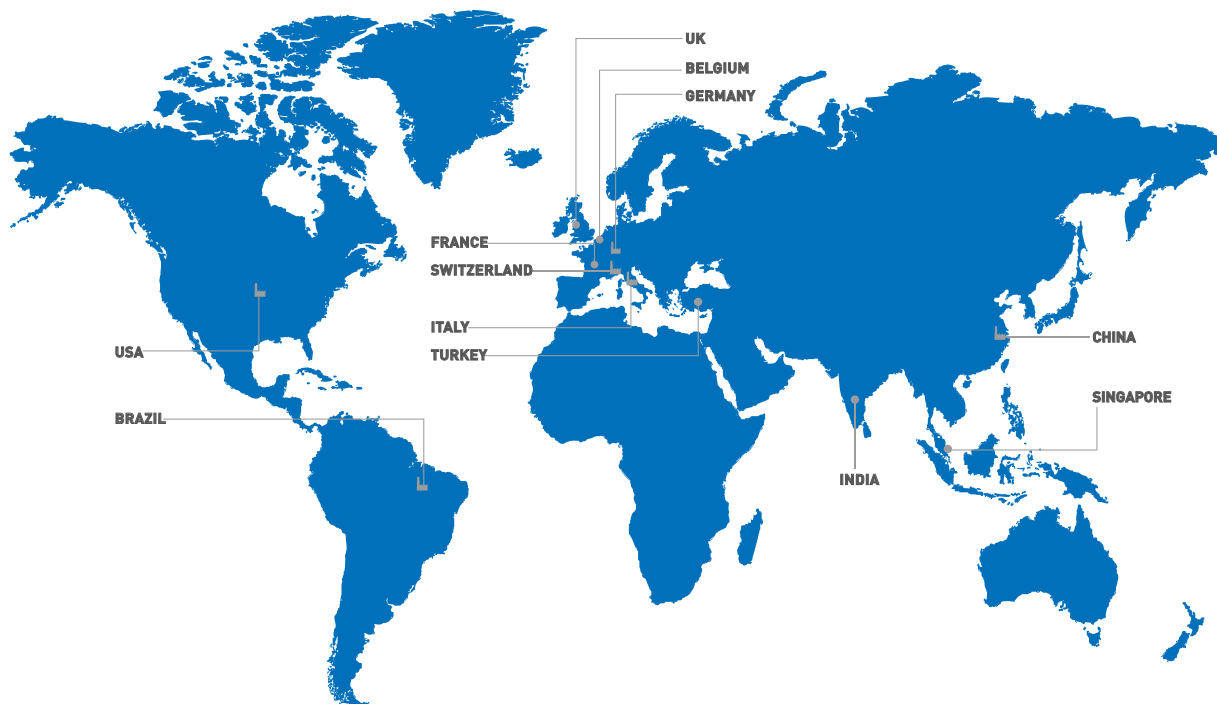 UK
BELGIUM
GERMANY
FRANCE
SWITZERLAND
ITALY
TURKEY
USA
BRAZIL
CHINA
SINGAPORE
INDIA